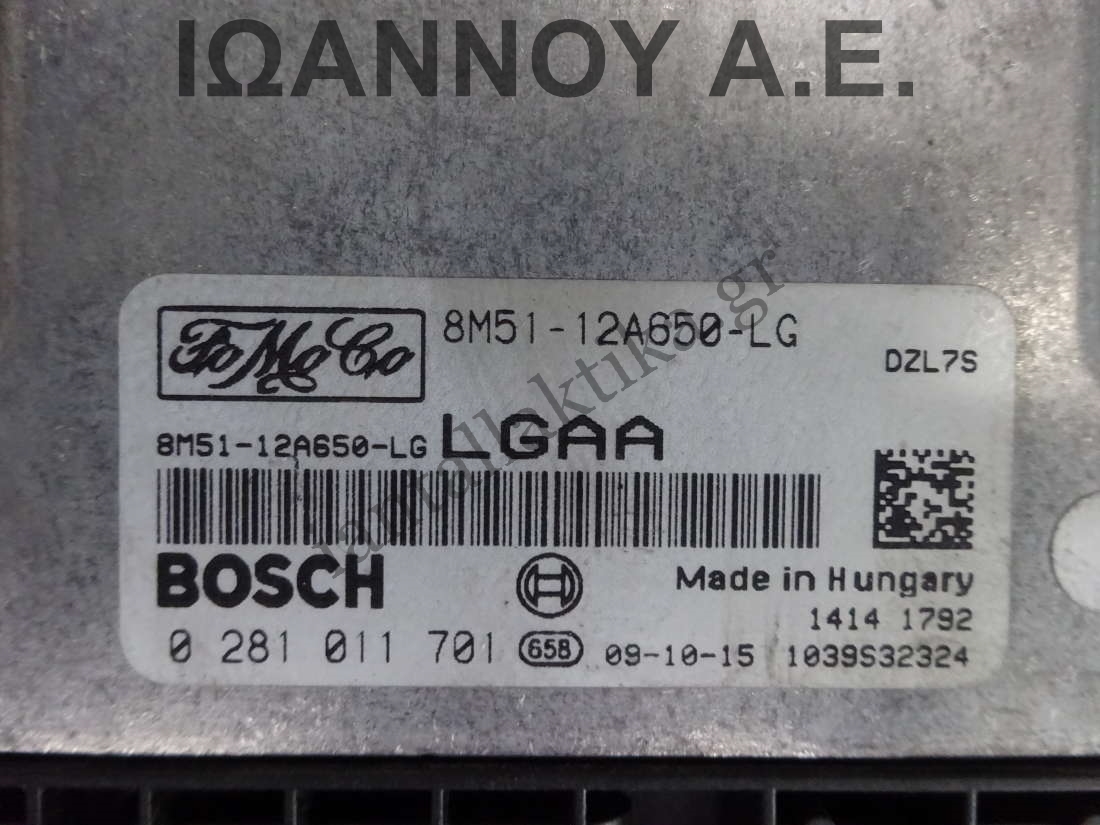 ΙΩΑΝΝΟΥ Α.Ε.
FoMoCo
8M51-12A650-LG
DZL7S
8M51-12A650-LG LGAA
BOSCH
Made in Hungary
1414 1792
0 281 011 701 658 09-10-15 1039S32324